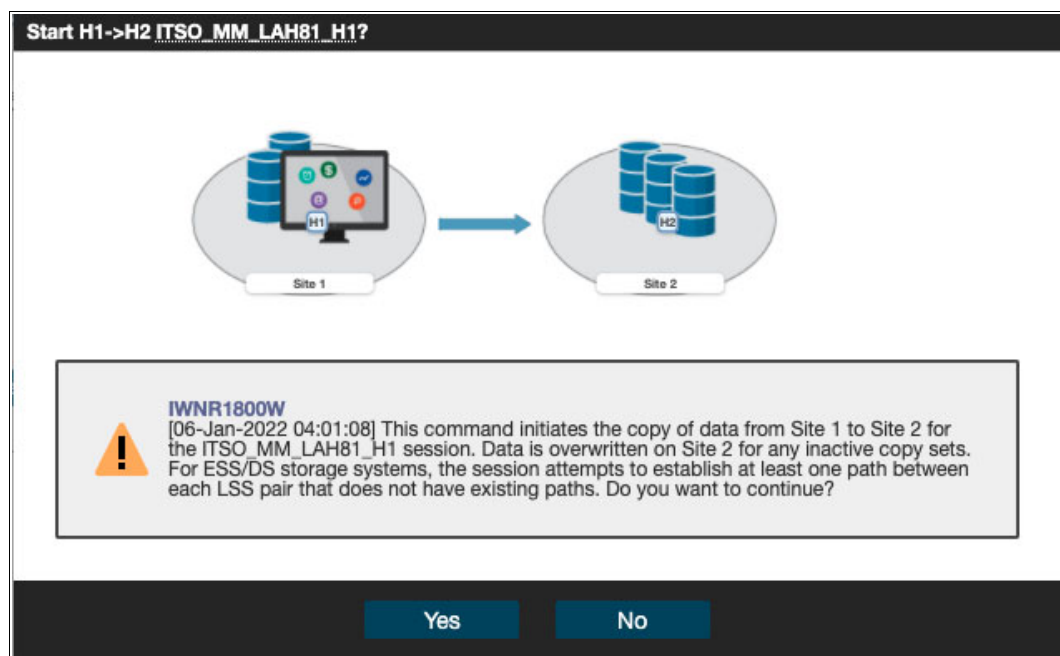 Start H1->H2 ITSO_MM_LAH81_H1?
$
H1
H2
Site 1
Site 2
IWNR1800W
[06-Jan-2022 04:01:08] This command initiates the copy of data from Site 1 to Site 2 for
the ITSO_MM_LAH81_H1 session. Data is overwritten on Site 2 for any inactive copy sets.
For ESS/DS storage systems, the session attempts to establish at least one path between
each LSS pair that does not have existing paths. Do you want to continue?
!
Yes
No